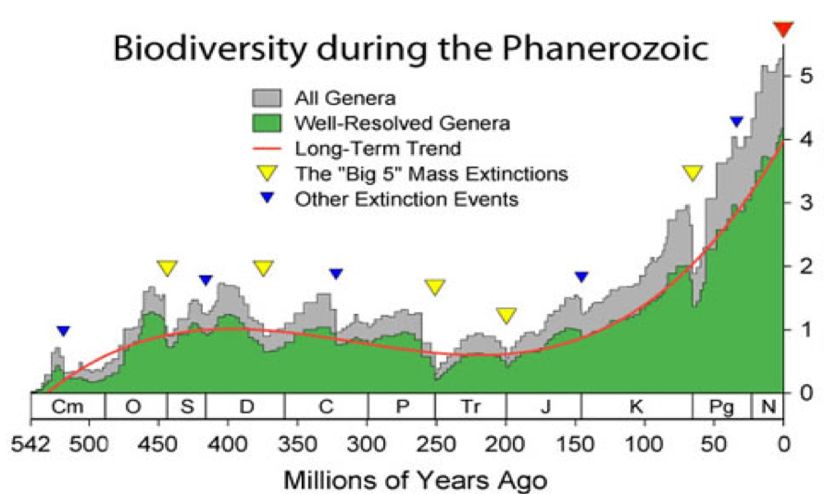 Biodiversity during the Phanerozoic
All Genera
Well-Resolved Genera
Long-Term Trend
The "Big 5" Mass Extinctions
Other Extinction Events
5
4
3
2
1
0
Cm O S D C P Tr J K Pg N
542 500 450 400 350 300 250 200 150 100 50 0
Millions of Years Ago